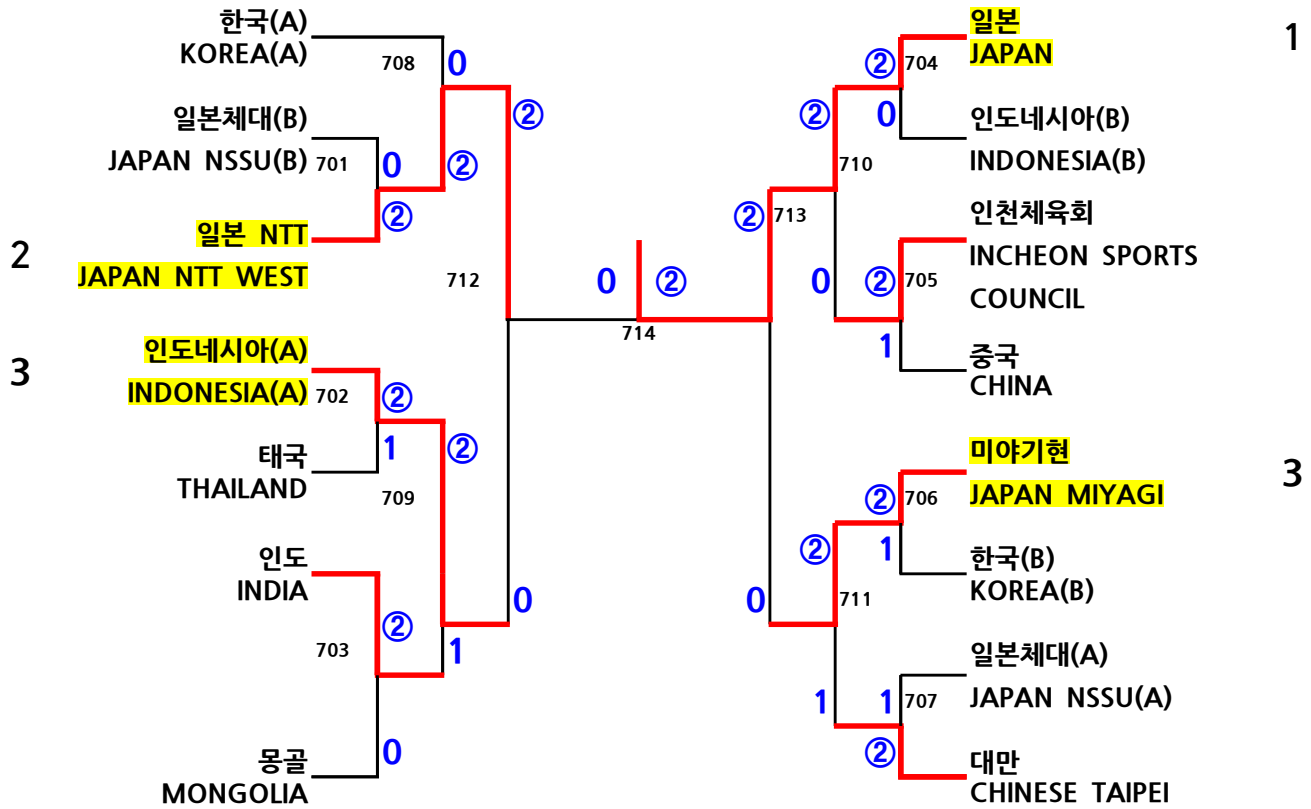 한국(A)
KOREA(A)
708
0
②
일본체대(B)
JAPAN NSSU(B)
701
0
②
일본 NTT
②
2
JAPAN NTT WEST
712
0
3
인도네시아(A)
INDONESIA(A)
702
②
태국
1
②
THAILAND
709
인도
INDIA
0
703
②
1
몽골
0
MONGOLIA
714
일본
1
②
704
JAPAN
②
0
인도네시아(B)
710
INDONESIA(B)
인천체육회
②
713
INCHEON SPORTS
②
0
②
705
COUNCIL
1
중국
CHINA
미야기현
3
②
706
JAPAN MIYAGI
②
1
한국(B)
KOREA(B)
0
711
일본체대(A)
1
1
707
JAPAN NSSU(A)
②
대만
CHINESE TAIPEI